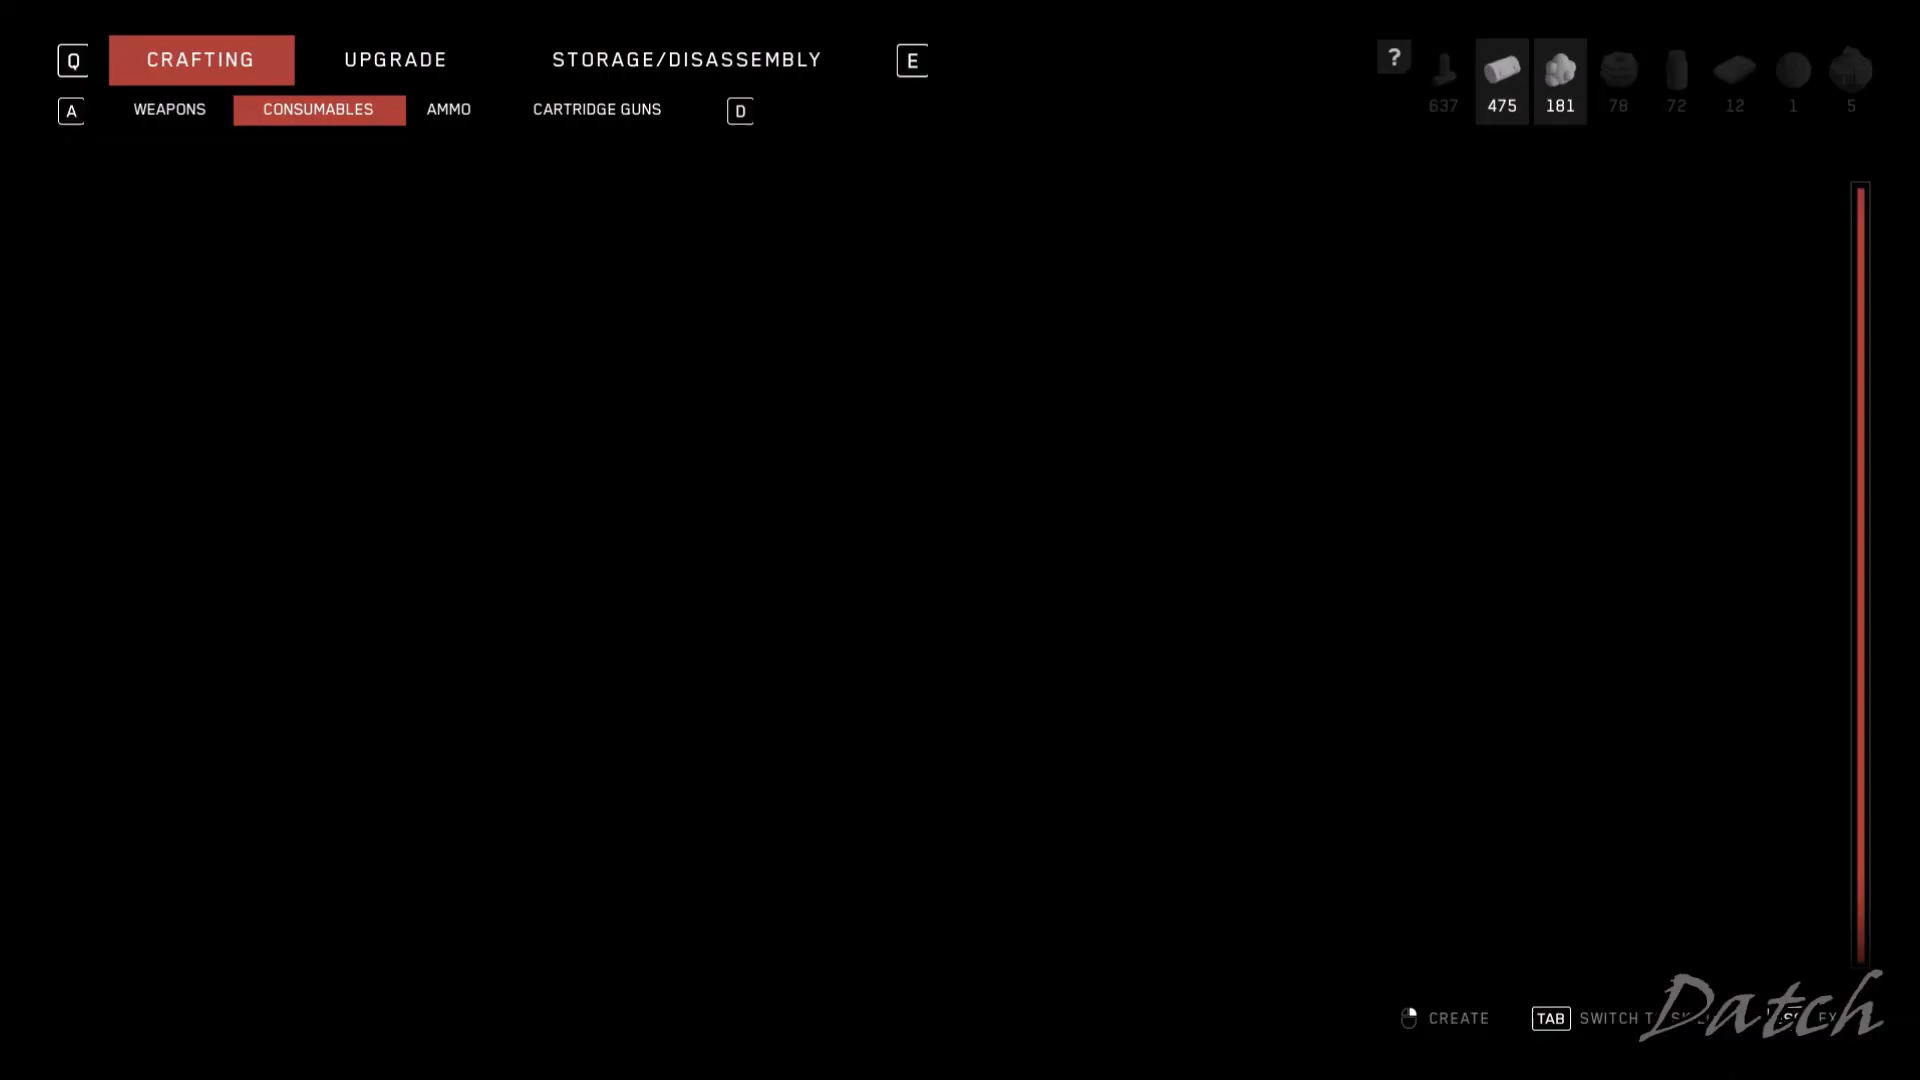 Q CRAFTING UPGRADE STORAGE/DISASSEMBLY E
A WEAPONS CONSUMABLES AMMO CARTRIDGE GUNS D
?
637 475 181 78 72 12 1 5
CREATE TAB SWITCH
Datch